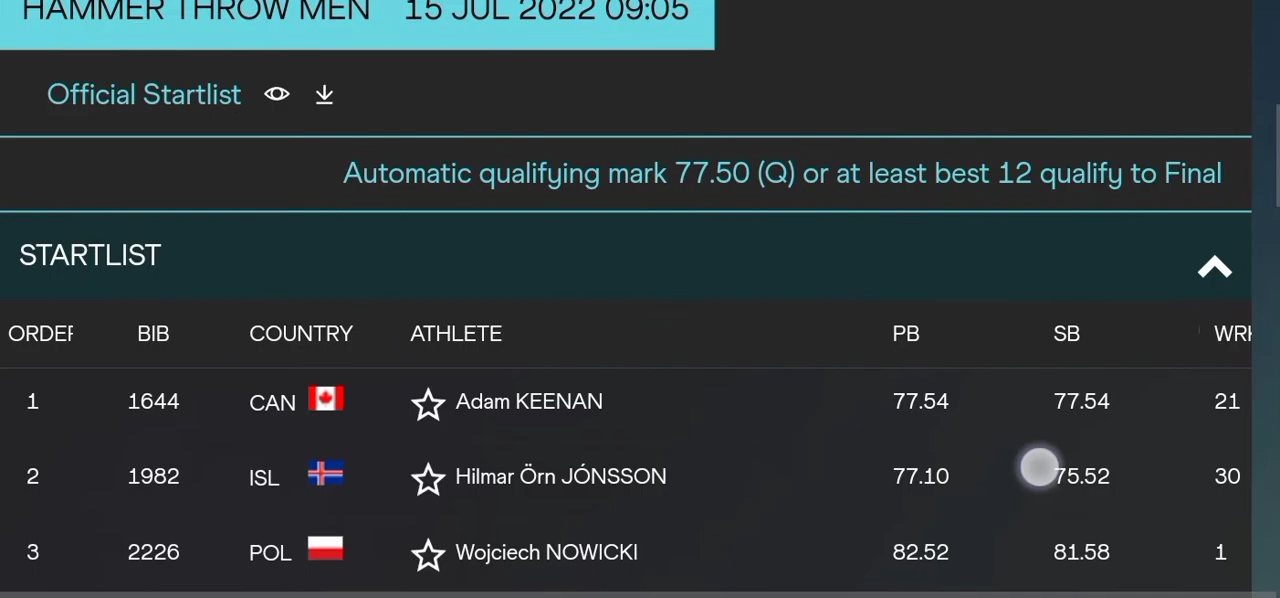 HAMMER THROW MEN 15 JUL 2022 09:05
Official Startlist
Automatic qualifying mark 77.50 (Q) or at least best 12 qualify to Final
STARTLIST
ORDER BIB COUNTRY ATHLETE PB SB WRK
1 1644 CAN Adam KEENAN 77.54 77.54 21
2 1982 ISL Hilmar Örn JÓNSSON 77.10 75.52 30
3 2226 POL Wojciech NOWICKI 82.52 81.58 1